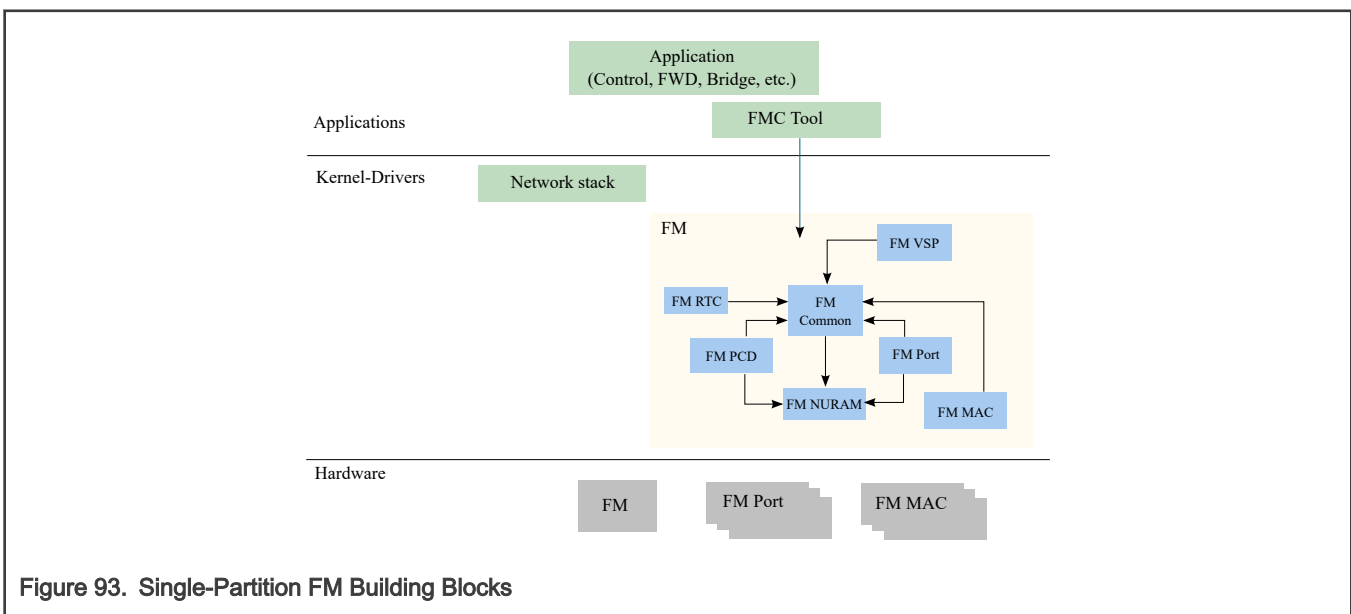 Application
(Control, FWD, Bridge, etc.)
Applications
FMC Tool
Kernel-Drivers
Network stack
FM
FM VSP
FM RTC
FM
Common
FM PCD
FM Port
FM NURAM
FM MAC
Hardware
FM
FM Port
FM MAC
Figure 93. Single-Partition FM Building Blocks